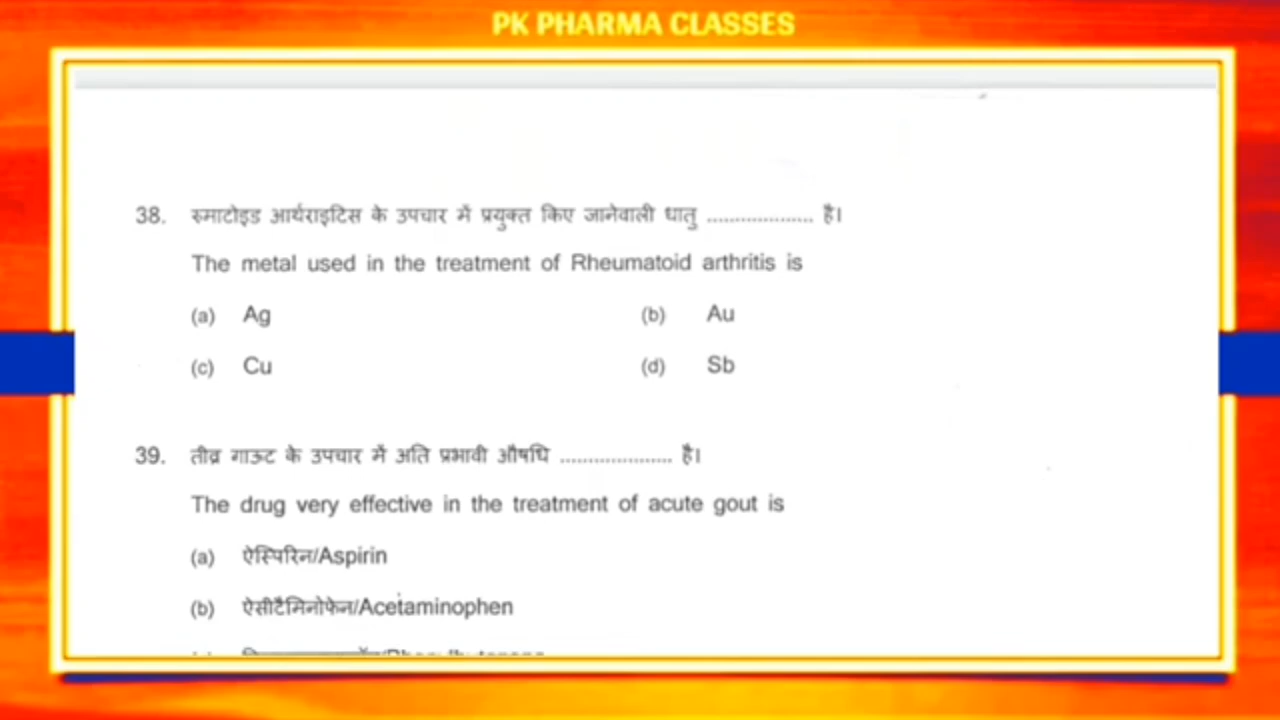 PK PHARMA CLASSES
38. रुमाटोइड आर्थराइटिस के उपचार में प्रयुक्त किए जानेवाली धातु ................... है।
The metal used in the treatment of Rheumatoid arthritis is
(a) Ag (b) Au
(c) Cu (d) Sb
39. तीव्र गाऊट के उपचार में अति प्रभावी औषधि .................... है।
The drug very effective in the treatment of acute gout is
(a) ऐस्पिरिन/Aspirin
(b) ऐसीटैमिनोफेन/Acetaminophen